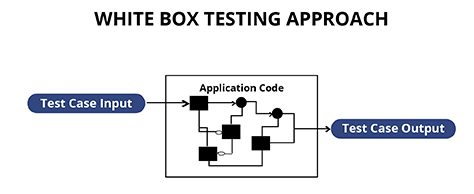 WHITE BOX TESTING APPROACH
Application Code
Test Case Input
Test Case Output